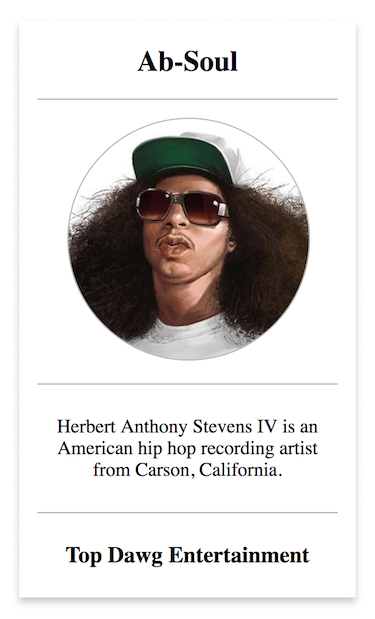 Ab-Soul
Herbert Anthony Stevens IV is an
American hip hop recording artist
from Carson, California.
Top Dawg Entertainment